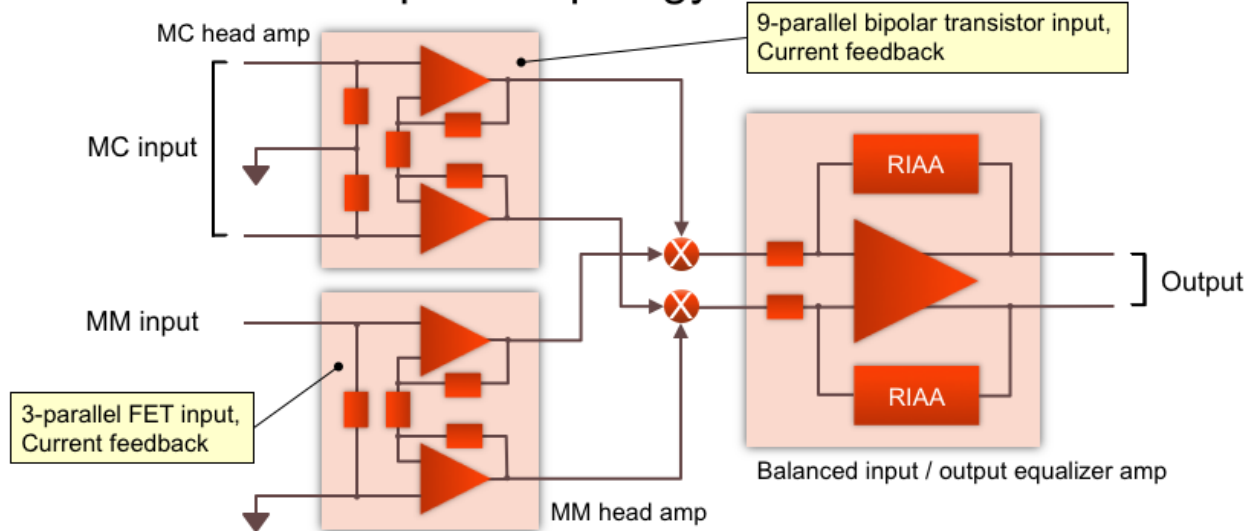 MC head amp
9-parallel bipolar transistor input,
Current feedback
MC input
RIAA
X
X
Output
MM input
3-parallel FET input,
Current feedback
RIAA
Balanced input / output equalizer amp
MM head amp